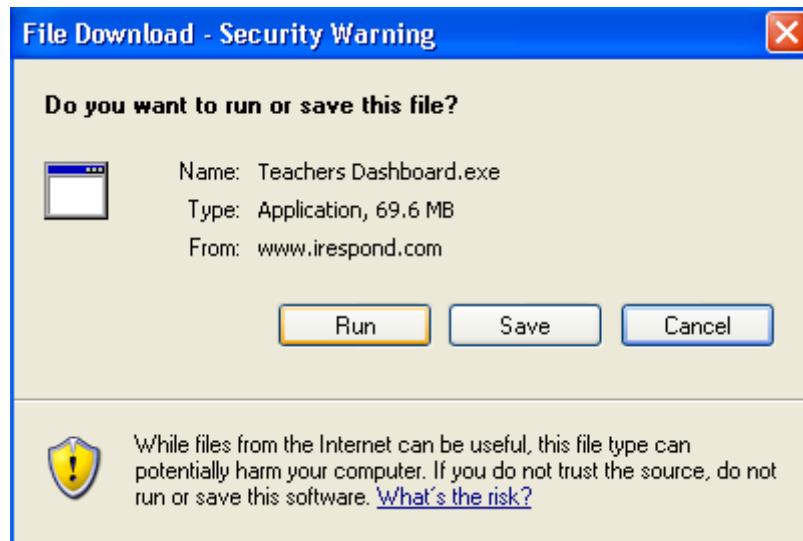 File Download - Security Warning
Do you want to run or save this file?
Name: Teachers Dashboard.exe
Type: Application, 69.6 MB
From: www.irespond.com
Run Save Cancel
While files from the Internet can be useful, this file type can
potentially harm your computer. If you do not trust the source, do not
run or save this software. What's the risk?